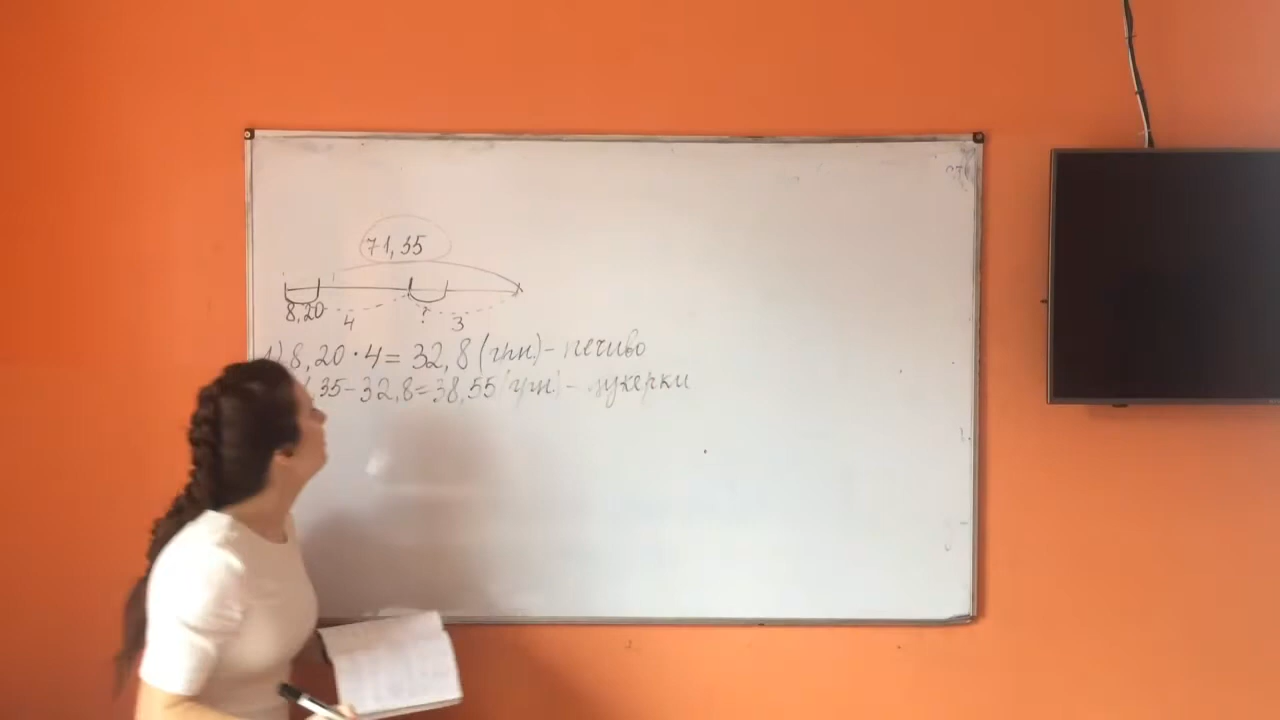 71,35
8,20 4 ? 3
1) 8,20·4= 32,8 (грн.) - печиво
,35-32,8=38,55 (грн.) - цукерки